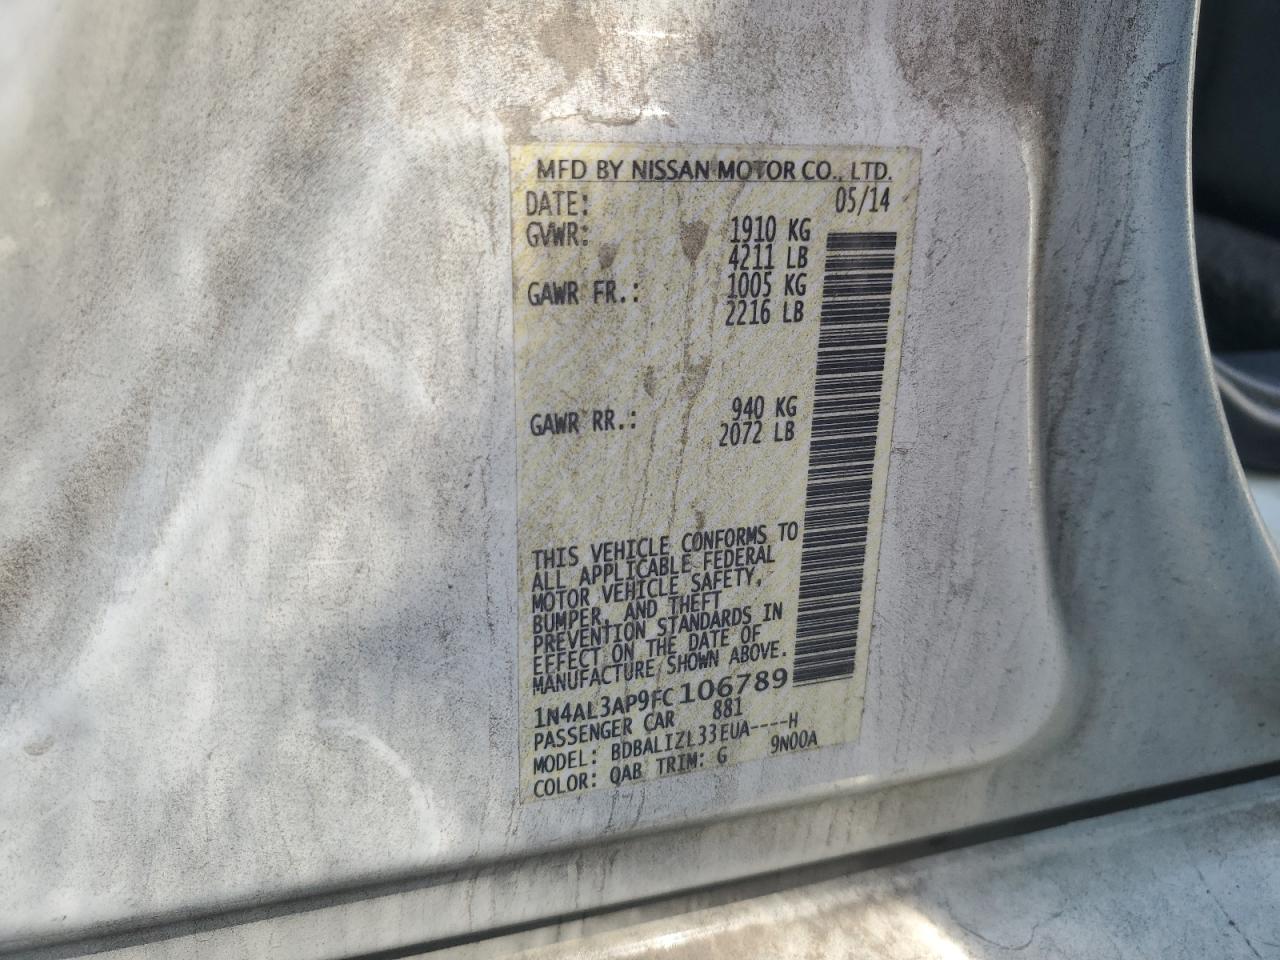 MFD BY NISSAN MOTOR CO., LTD.
DATE: 05/14
GVWR: 1910 KG
4211 LB
GAWR FR.: 1005 KG
2216 LB
GAWR RR.: 940 KG
2072 LB
THIS VEHICLE CONFORMS TO
ALL APPLICABLE FEDERAL
MOTOR VEHICLE SAFETY,
BUMPER, AND THEFT
PREVENTION STANDARDS IN
EFFECT ON THE DATE OF
MANUFACTURE SHOWN ABOVE.
1N4AL3AP9FC106789
PASSENGER CAR 881
MODEL: BDBALIZL33EUA----H
COLOR: QAB TRIM: G 9N00A